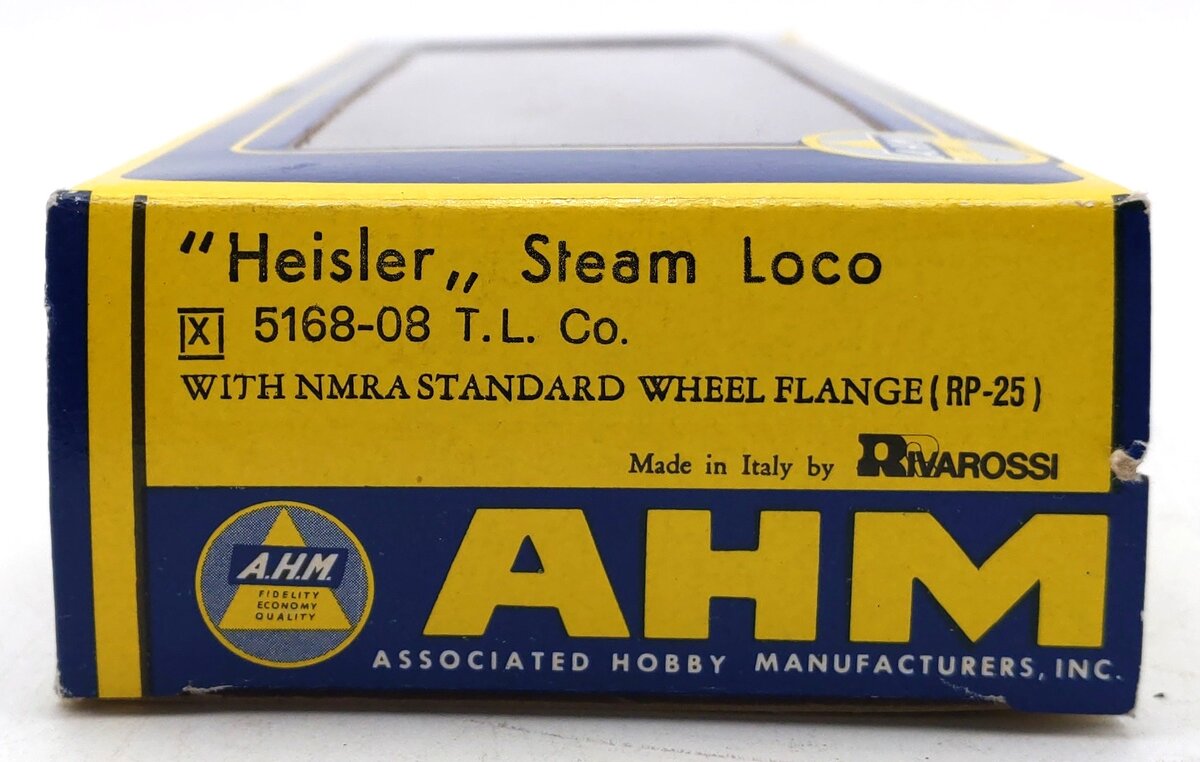 "Heisler„ Steam Loco
[X] 5168-08 T.L. Co.
WITH NMRA STANDARD WHEEL FLANGE (RP-25)
Made in Italy by RIVAROSSI
A.H.M.
FIDELITY
ECONOMY
QUALITY
AHM
ASSOCIATED HOBBY MANUFACTURERS, INC.